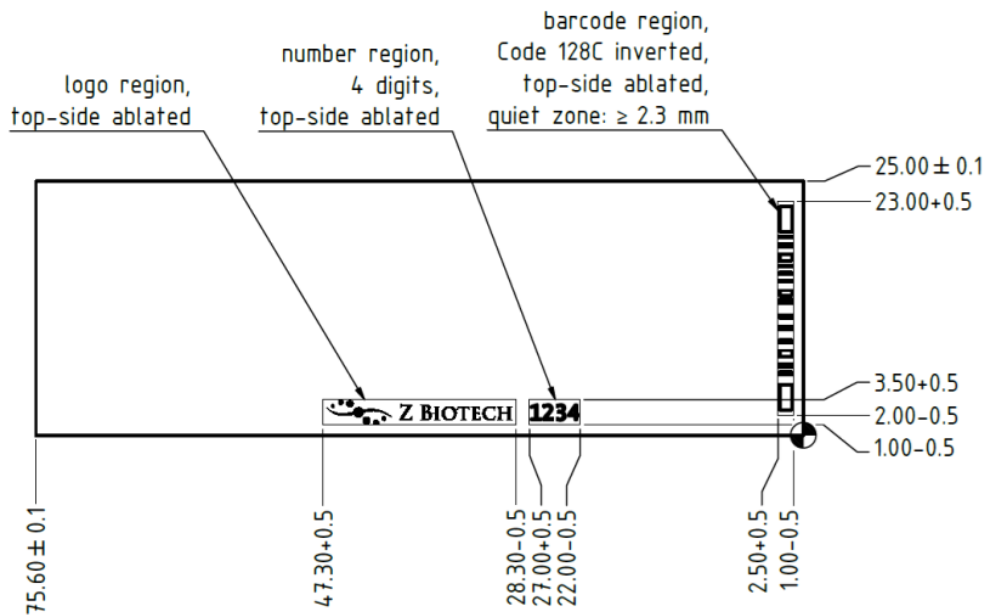 barcode region,
Code 128C inverted,
top-side ablated,
quiet zone: ≥ 2.3 mm
number region,
4 digits,
top-side ablated
logo region,
top-side ablated
25.00 ± 0.1
23.00+0.5
3.50+0.5
2.00-0.5
1.00-0.5
Z BIOTECH
1234
75.60 ± 0.1
47.30+0.5
28.30-0.5
27.00+0.5
22.00-0.5
2.50+0.5
1.00-0.5